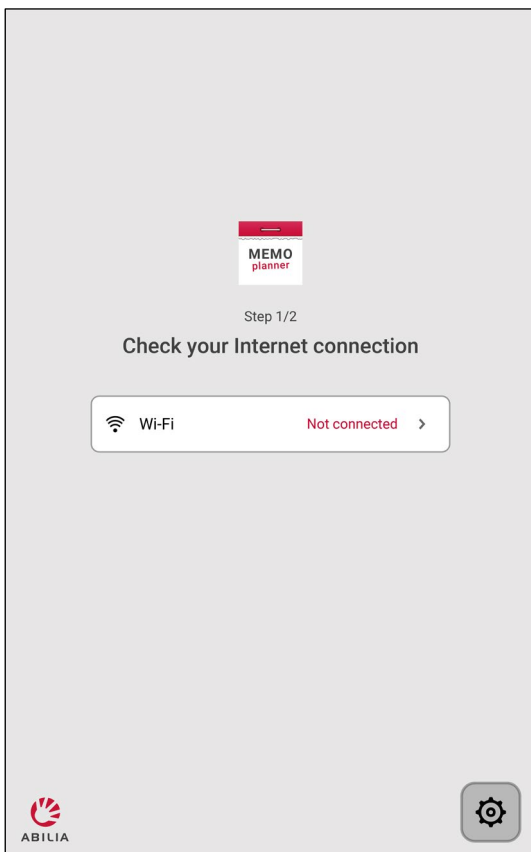 MEMO
planner
Step 1/2
Check your Internet connection
Wi-Fi Not connected
ABILIA